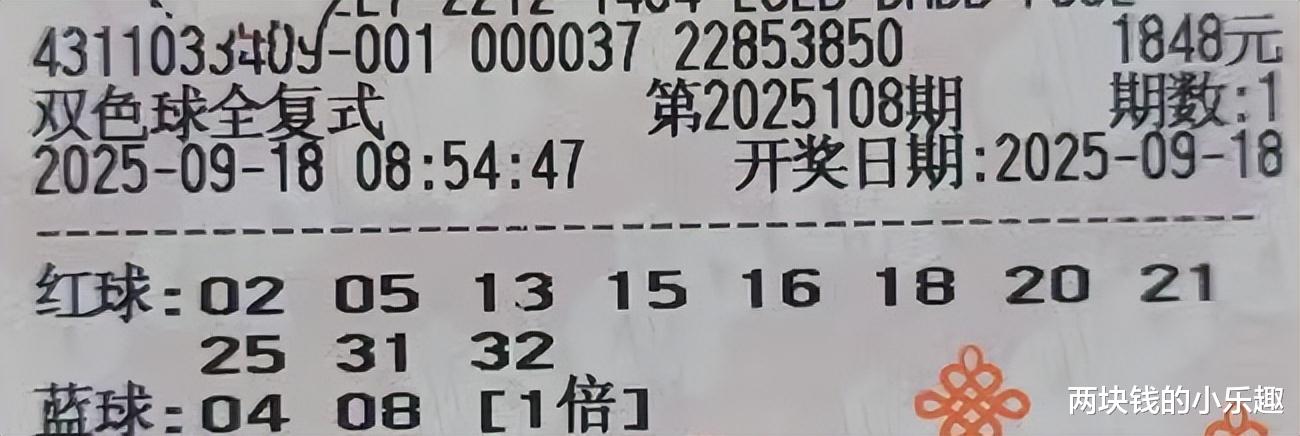 -001 000037 22853850 1848元
双色球全复式 第2025108期 期数:1
2025-09-18 08:54:47 开奖日期:2025-09-18
红球:02 05 13 15 16 18 20 21
25 31 32
蓝球:04 08 [1倍]
两块钱的小乐趣